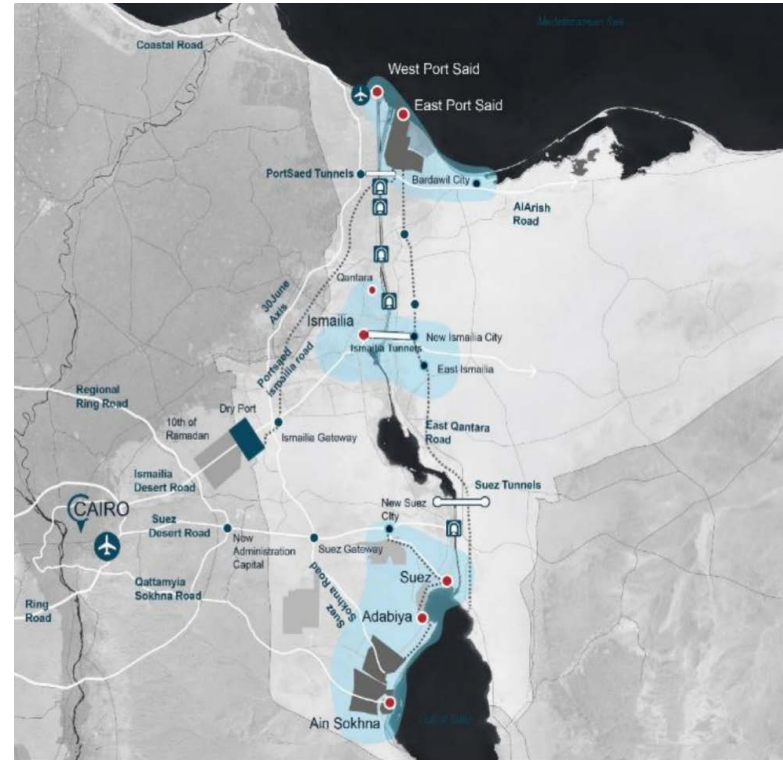 Mediterranean Sea
Coastal Road
West Port Said
East Port Said
PortSaed Tunnels
Bardawil City
AlArish
Road
Qantara
30June
Axis
Ismailia
New Ismailia City
Ismailia Tunnels
Portsaed
ismailia road
East Ismailia
Regional
Ring Road
Dry Port
10th of
Ramadan
Ismailia Gateway
East Qantara
Road
Ismailia
Desert Road
Suez Tunnels
CAIRO
New Suez
City
Suez
Desert Road
New
Administration
Capital
Suez Gateway
Suez
Sokhna Road
Suez
Qattamyia
Sokhna Road
Ring
Road
Adabiya
Ain Sokhna